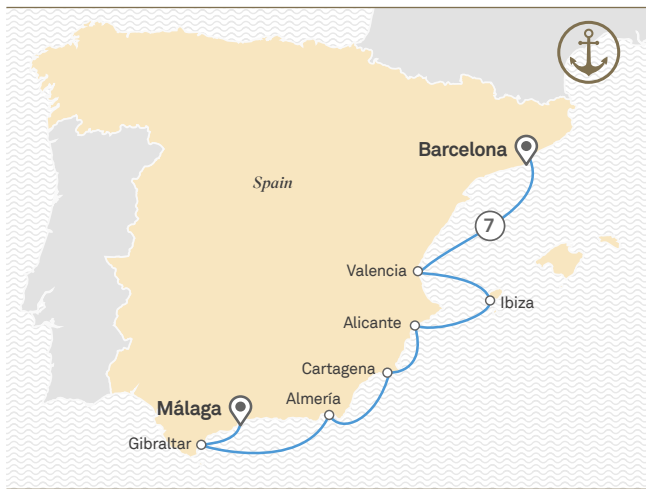 Barcelona
Spain
7
Valencia
Ibiza
Alicante
Cartagena
Almería
Málaga
Gibraltar